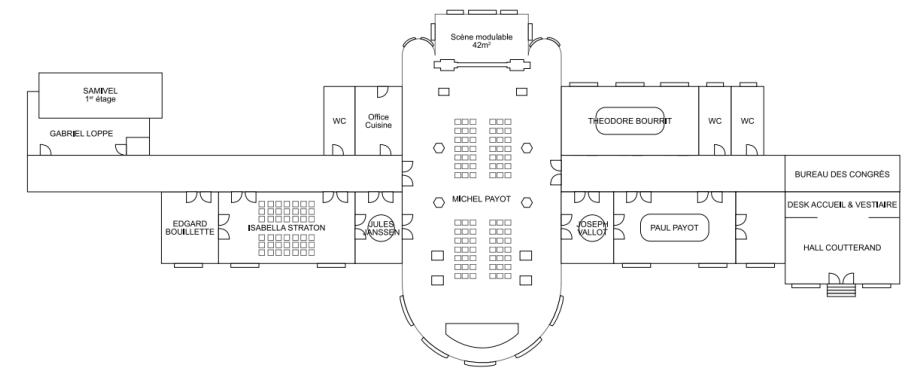 Scène modulable
42m²
SAMIVEL
1er étage
GABRIEL LOPPE
WC
Office
Cuisine
THEODORE BOURRIT
WC
WC
BUREAU DES CONGRÈS
MICHEL PAYOT
DESK ACCUEIL & VESTIAIRE
EDGARD
BOUILLETTE
ISABELLA STRATON
JULES
JANSSEN
JOSEPH
VALLOT
PAUL PAYOT
HALL COUTTERAND